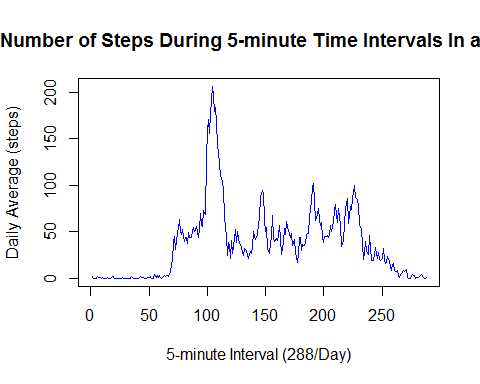 Number of Steps During 5-minute Time Intervals In a
Daily Average (steps)
200
150
100
50
0
0 50 100 150 200 250
5-minute Interval (288/Day)